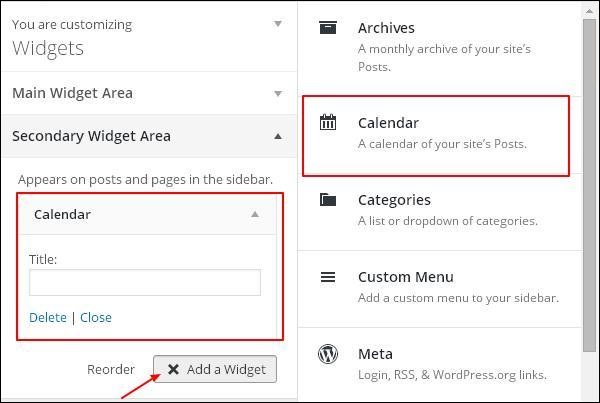 You are customizing
Widgets
Main Widget Area
Secondary Widget Area
Appears on posts and pages in the sidebar.
Calendar
Title:
Delete | Close
Reorder
Add a Widget
Archives
A monthly archive of your site's
Posts.
Calendar
A calendar of your site's Posts.
Categories
A list or dropdown of categories.
Custom Menu
Add a custom menu to your sidebar.
Meta
Login, RSS, & WordPress.org links.